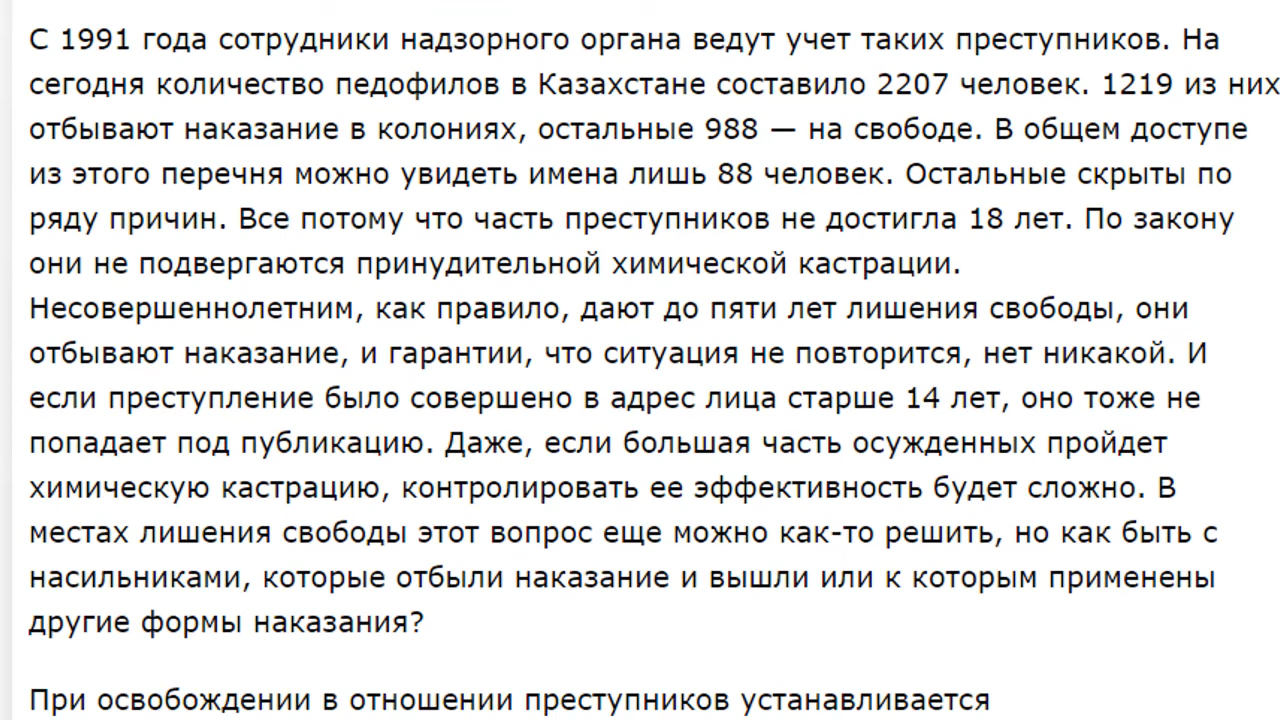 С 1991 года сотрудники надзорного органа ведут учет таких преступников. На
сегодня количество педофилов в Казахстане составило 2207 человек. 1219 из них
отбывают наказание в колониях, остальные 988 — на свободе. В общем доступе
из этого перечня можно увидеть имена лишь 88 человек. Остальные скрыты по
ряду причин. Все потому что часть преступников не достигла 18 лет. По закону
они не подвергаются принудительной химической кастрации.
Несовершеннолетним, как правило, дают до пяти лет лишения свободы, они
отбывают наказание, и гарантии, что ситуация не повторится, нет никакой. И
если преступление было совершено в адрес лица старше 14 лет, оно тоже не
попадает под публикацию. Даже, если большая часть осужденных пройдет
химическую кастрацию, контролировать ее эффективность будет сложно. В
местах лишения свободы этот вопрос еще можно как-то решить, но как быть с
насильниками, которые отбыли наказание и вышли или к которым применены
другие формы наказания?
При освобождении в отношении преступников устанавливается